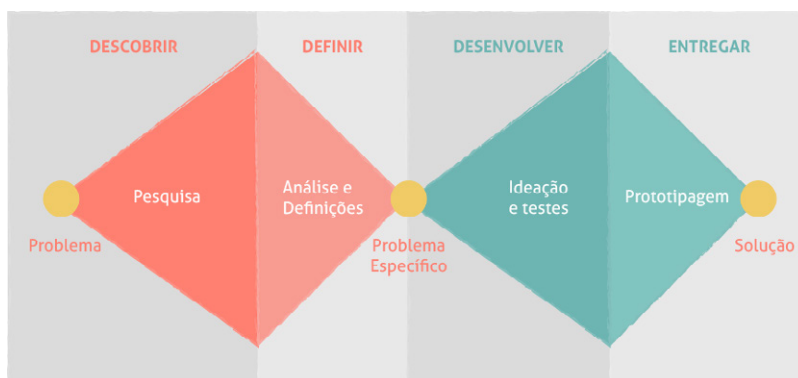 DESCOBRIR
DEFINIR
DESENVOLVER
ENTREGAR
Pesquisa
Análise e
Definições
Ideação
e testes
Prototipagem
Problema
Problema
Específico
Solução